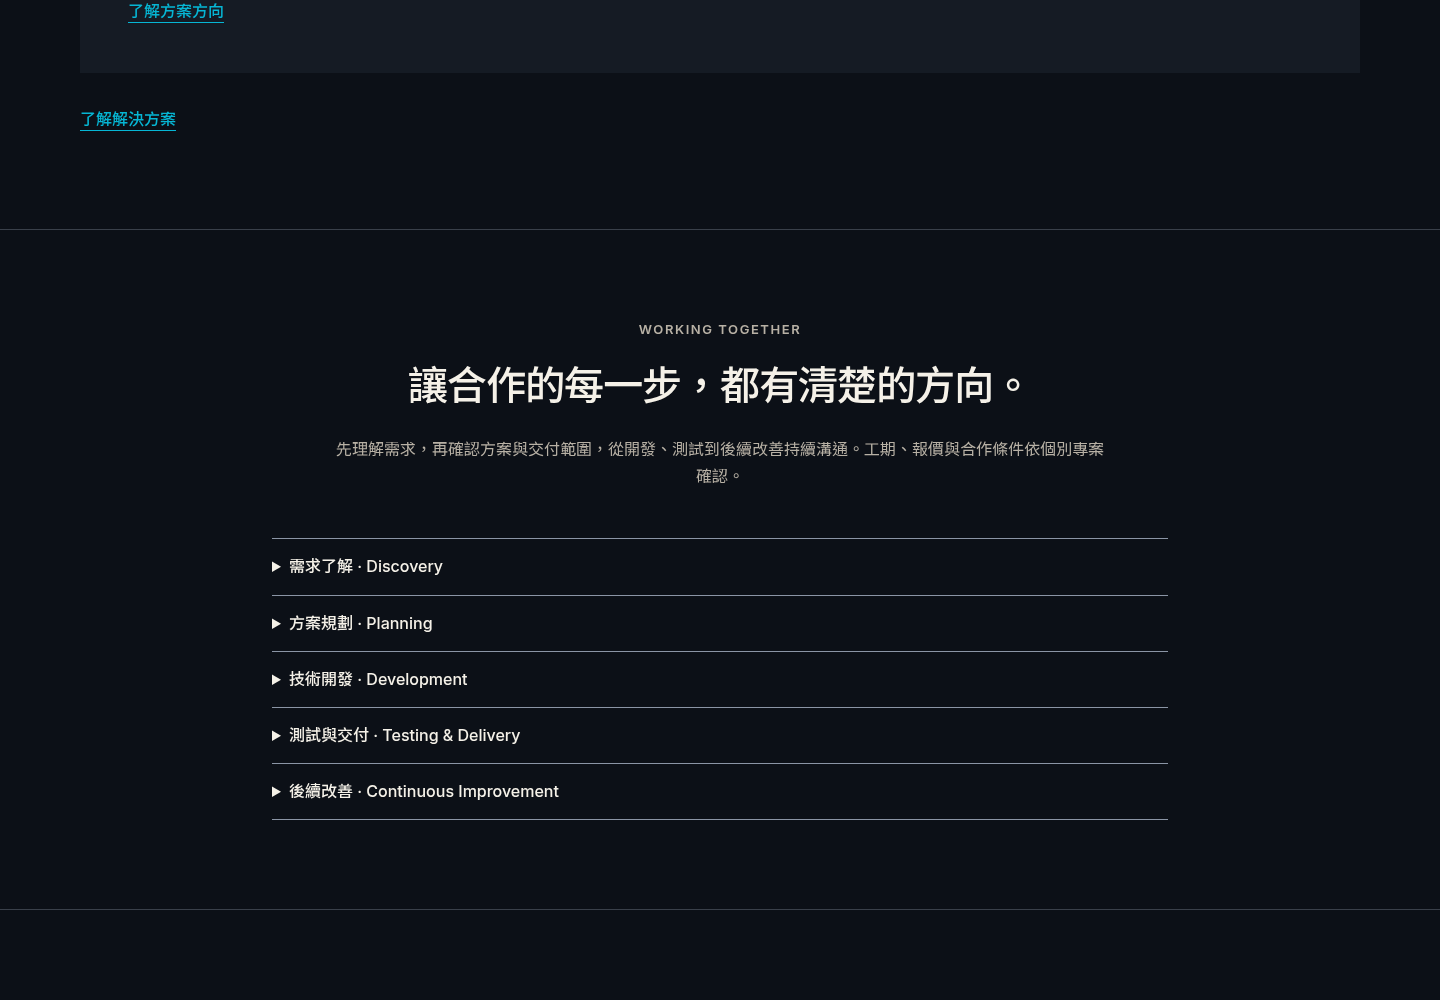 了解方案方向
了解解決方案
WORKING TOGETHER
讓合作的每一步，都有清楚的方向。
先理解需求，再確認方案與交付範圍，從開發、測試到後續改善持續溝通。工期、報價與合作條件依個別專案
確認。
需求了解 · Discovery
方案規劃 · Planning
技術開發 · Development
測試與交付 · Testing & Delivery
後續改善 · Continuous Improvement